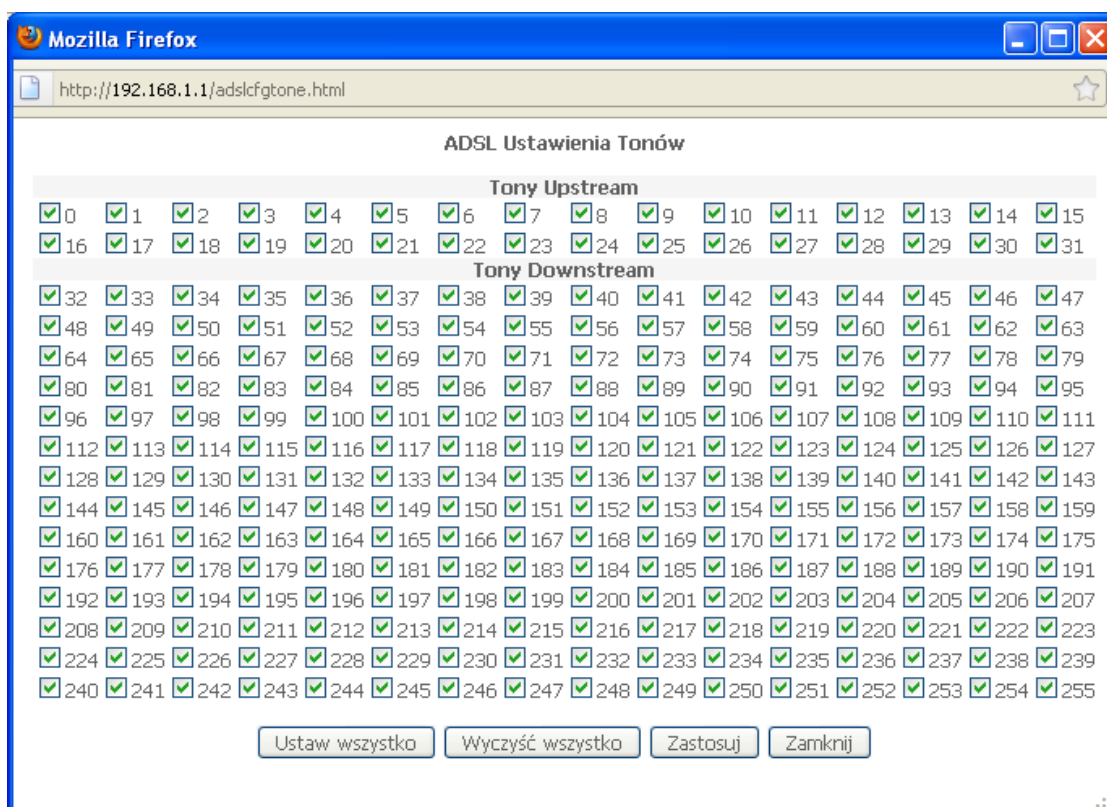 Mozilla Firefox
http://192.168.1.1/adslcfgtone.html
ADSL Ustawienia Tonów
Tony Upstream
0 1 2 3 4 5 6 7 8 9 10 11 12 13 14 15
16 17 18 19 20 21 22 23 24 25 26 27 28 29 30 31
Tony Downstream
32 33 34 35 36 37 38 39 40 41 42 43 44 45 46 47
48 49 50 51 52 53 54 55 56 57 58 59 60 61 62 63
64 65 66 67 68 69 70 71 72 73 74 75 76 77 78 79
80 81 82 83 84 85 86 87 88 89 90 91 92 93 94 95
96 97 98 99 100 101 102 103 104 105 106 107 108 109 110 111
112 113 114 115 116 117 118 119 120 121 122 123 124 125 126 127
128 129 130 131 132 133 134 135 136 137 138 139 140 141 142 143
144 145 146 147 148 149 150 151 152 153 154 155 156 157 158 159
160 161 162 163 164 165 166 167 168 169 170 171 172 173 174 175
176 177 178 179 180 181 182 183 184 185 186 187 188 189 190 191
192 193 194 195 196 197 198 199 200 201 202 203 204 205 206 207
208 209 210 211 212 213 214 215 216 217 218 219 220 221 222 223
224 225 226 227 228 229 230 231 232 233 234 235 236 237 238 239
240 241 242 243 244 245 246 247 248 249 250 251 252 253 254 255
Ustaw wszystko Wyczyść wszystko Zastosuj Zamknij